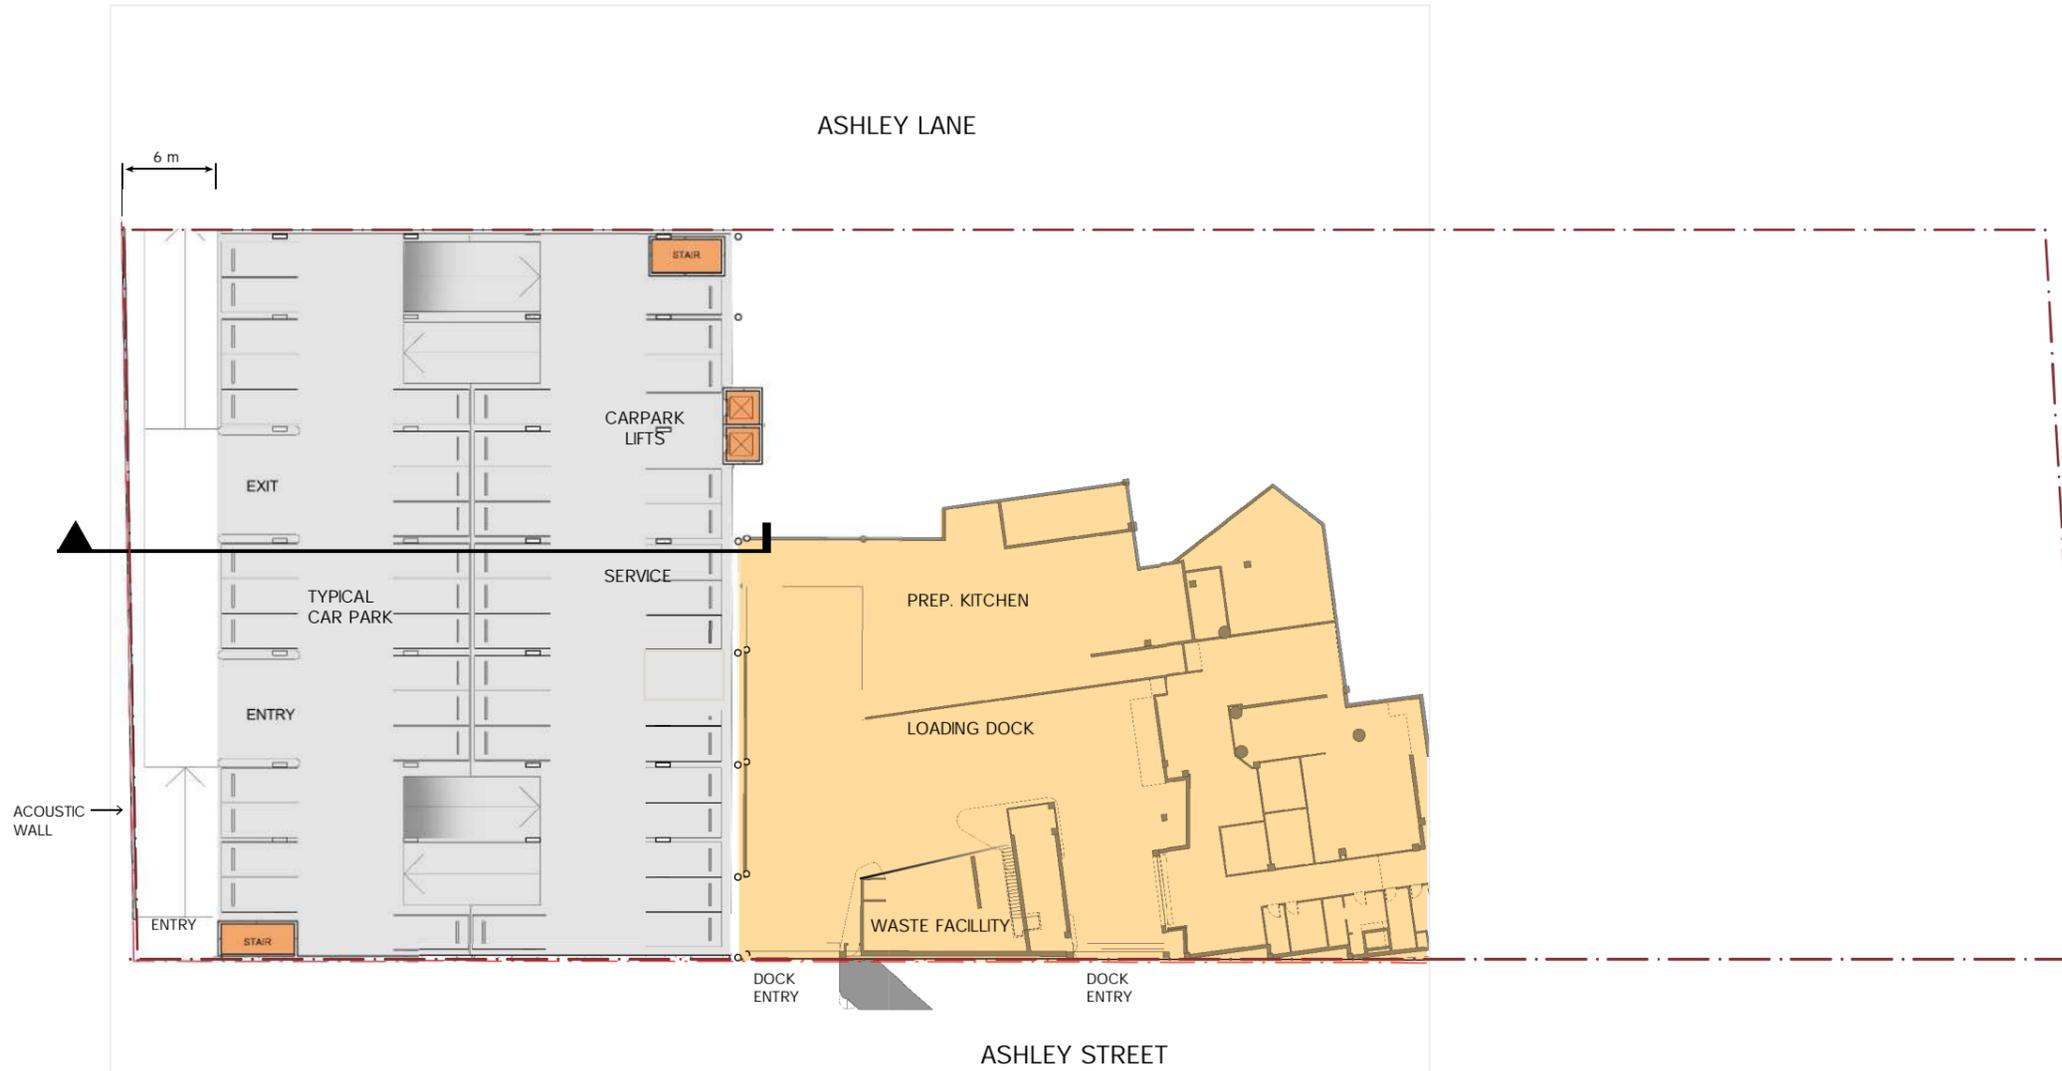 ASHLEY LANE
6 m
STAIR
CARPARK
LIFTS
EXIT
SERVICE
TYPICAL
CAR PARK
PREP. KITCHEN
ENTRY
LOADING DOCK
ACOUSTIC
WALL
ENTRY
STAIR
WASTE FACILLITY
DOCK
ENTRY
DOCK
ENTRY
ASHLEY STREET